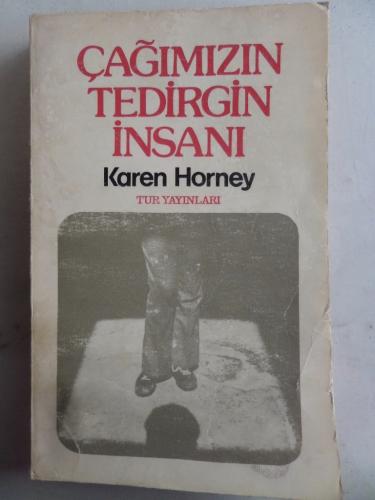 ÇAĞIMIZIN
TEDİRGİN
İNSANI
Karen Horney
TUR YAYINLARI